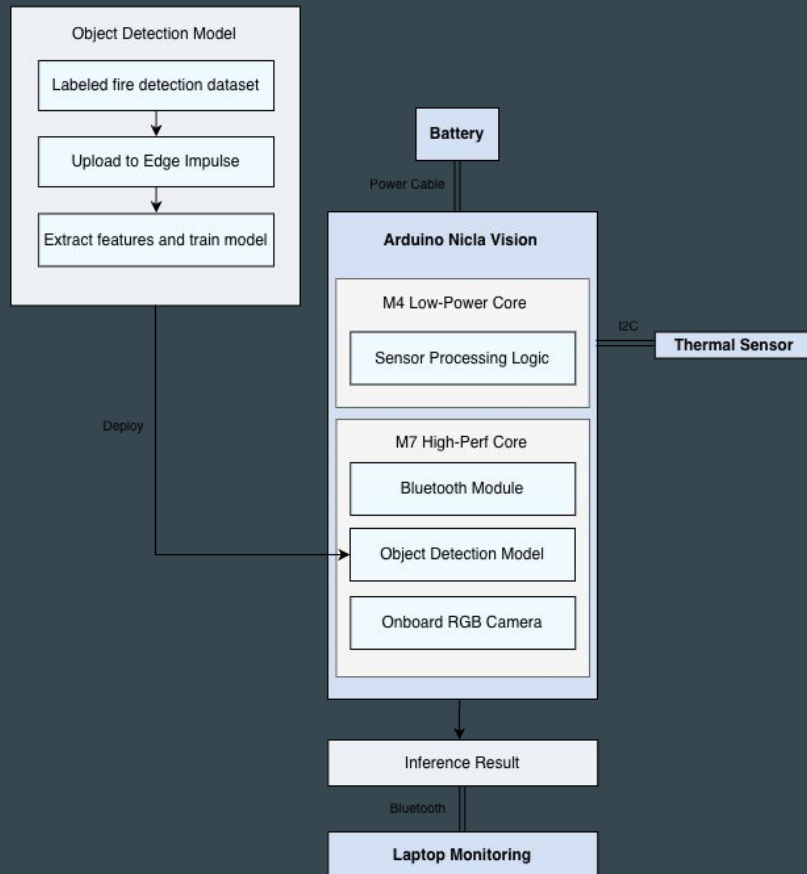 Object Detection Model
Labeled fire detection dataset
Upload to Edge Impulse
Extract features and train model
Deploy
Battery
Power Cable
Arduino Nicla Vision
M4 Low-Power Core
Sensor Processing Logic
I2C
Thermal Sensor
M7 High-Perf Core
Bluetooth Module
Object Detection Model
Onboard RGB Camera
Inference Result
Bluetooth
Laptop Monitoring